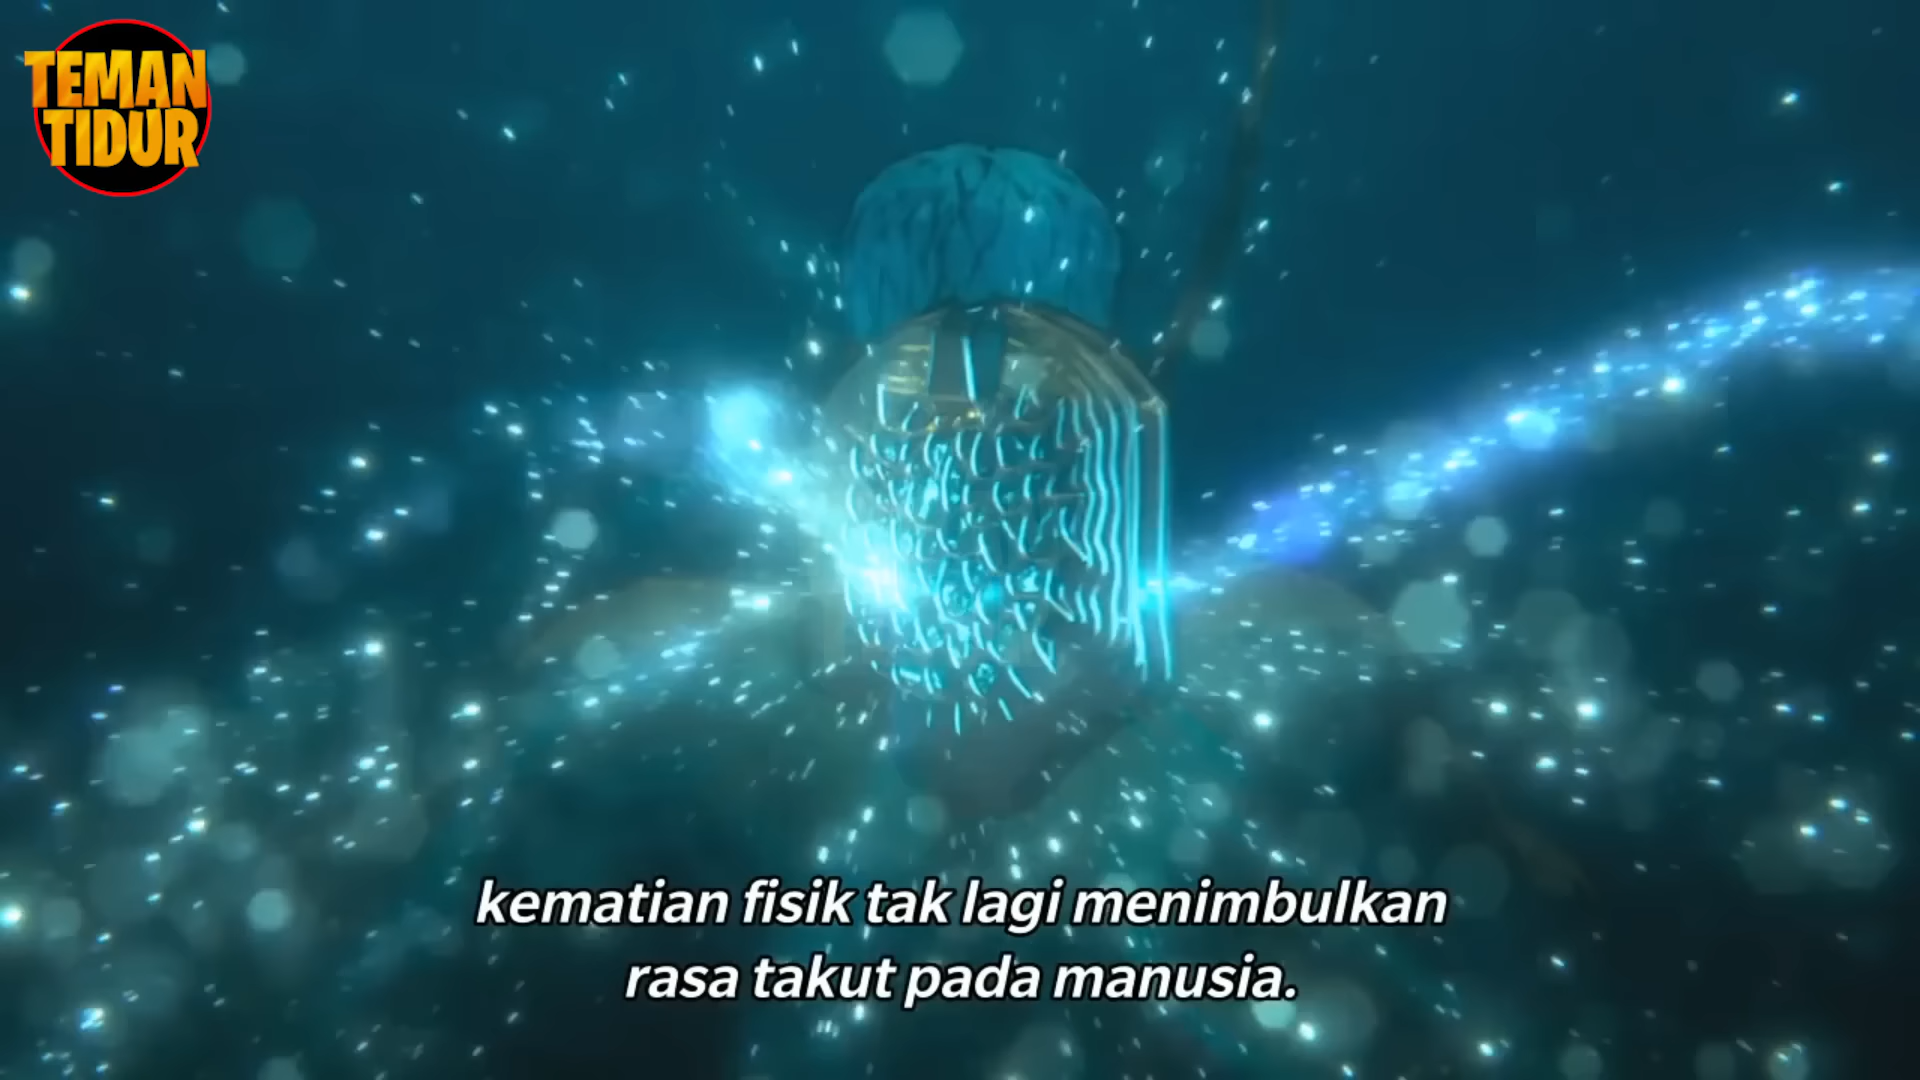 TEMAN
TIDUR
kematian fisik tak lagi menimbulkan
rasa takut pada manusia.